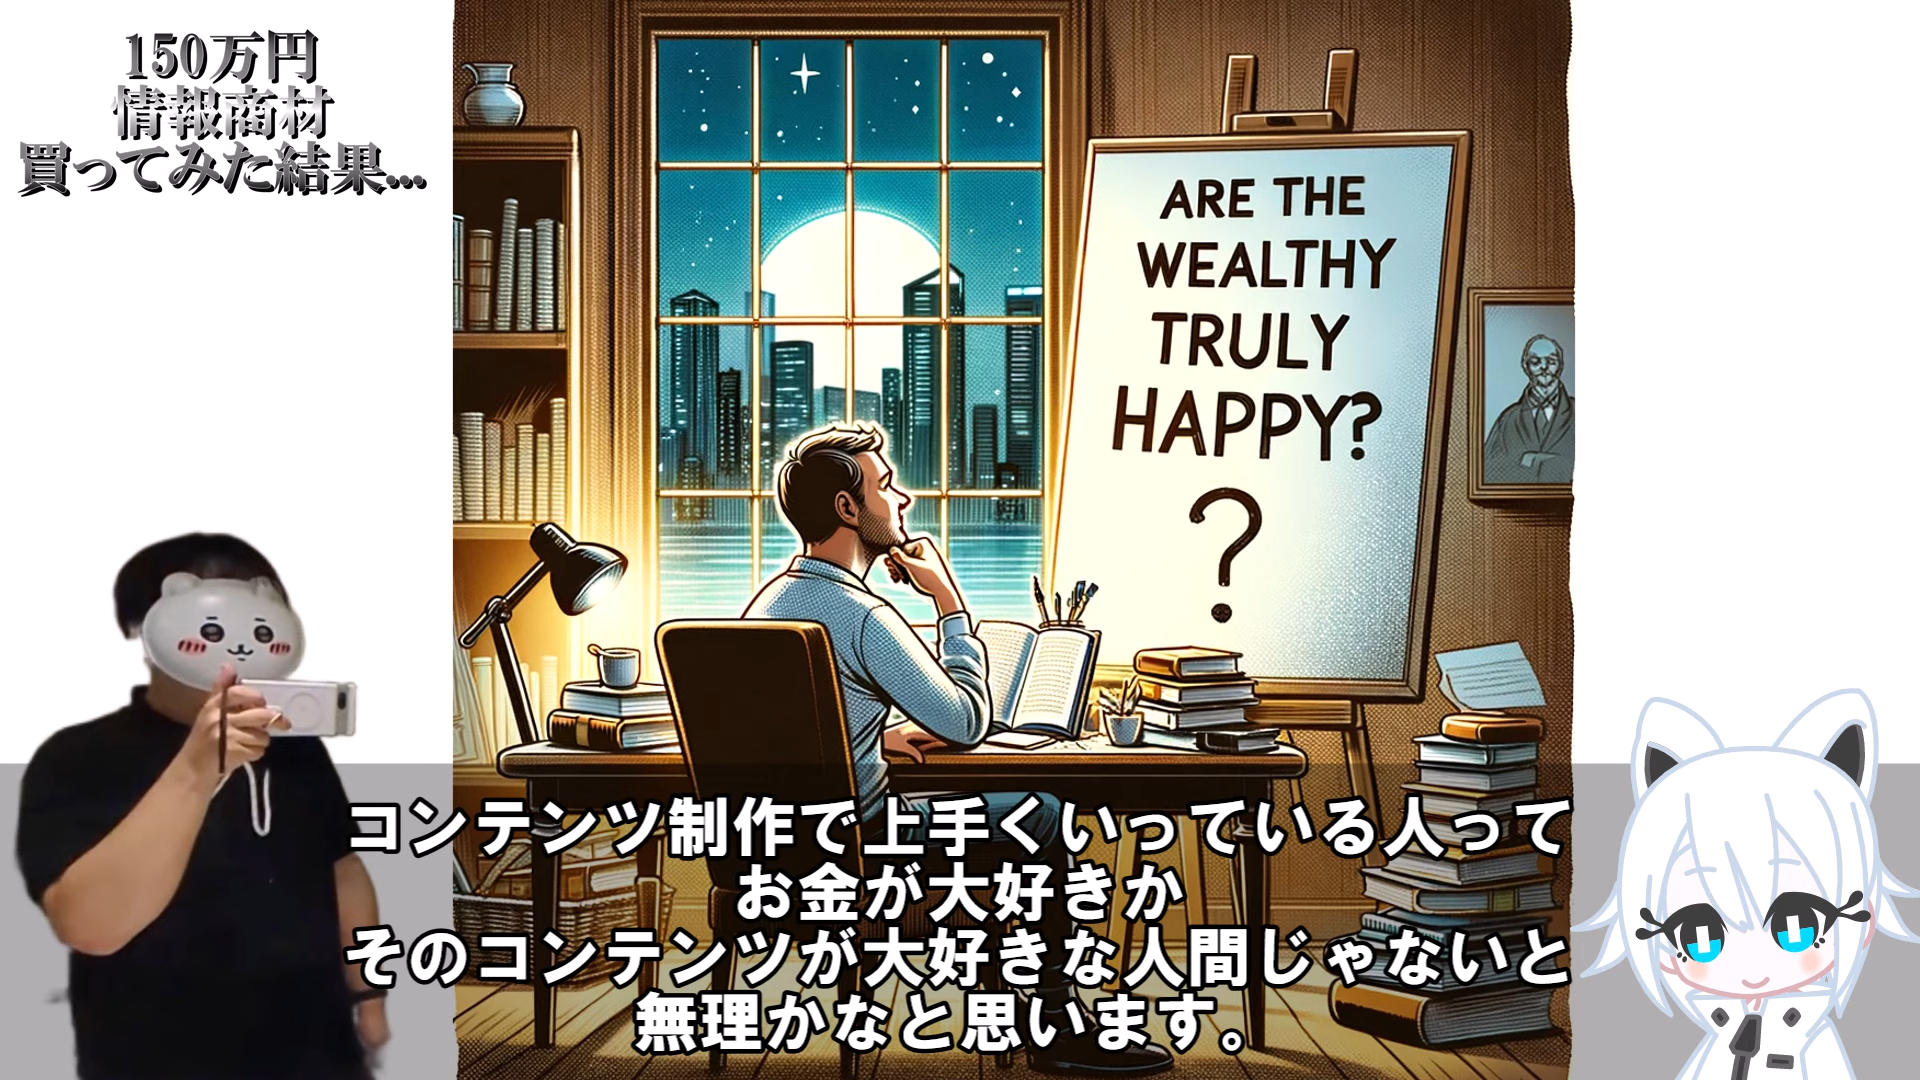 150万円
情報商材
買ってみた結果...
ARE THE
WEALTHY
TRULY
HAPPY?
?
コンテンツ制作で上手くいっている人って
お金が大好きか
そのコンテンツが大好きな人間じゃないと
無理かなと思います。